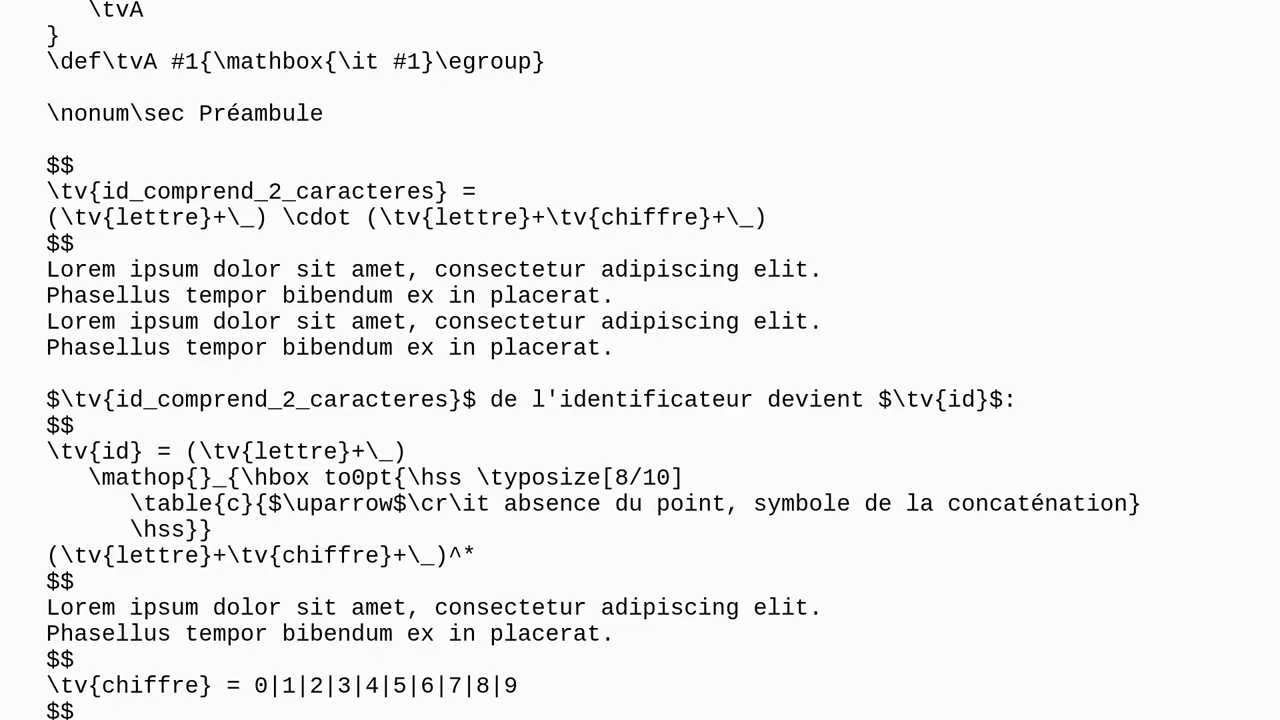 \tvA
}
\def\tvA #1{\mathbox{\it #1}\egroup}
\nonum\sec Préambule
$$
\tv{id_comprend_2_caracteres} =
(\tv{lettre}+\_) \cdot (\tv{lettre}+\tv{chiffre}+\_)
$$
Lorem ipsum dolor sit amet, consectetur adipiscing elit.
Phasellus tempor bibendum ex in placerat.
Lorem ipsum dolor sit amet, consectetur adipiscing elit.
Phasellus tempor bibendum ex in placerat.
$\tv{id_comprend_2_caracteres}$ de l'identificateur devient $\tv{id}$:
$$
\tv{id} = (\tv{lettre}+\_)
\mathop{}_{\hbox to0pt{\hss \typosize[8/10]
\table{c}{$\uparrow$\cr\it absence du point, symbole de la concaténation}
\hss}}
(\tv{lettre}+\tv{chiffre}+\_)^*
$$
Lorem ipsum dolor sit amet, consectetur adipiscing elit.
Phasellus tempor bibendum ex in placerat.
$$
\tv{chiffre} = 0|1|2|3|4|5|6|7|8|9
$$